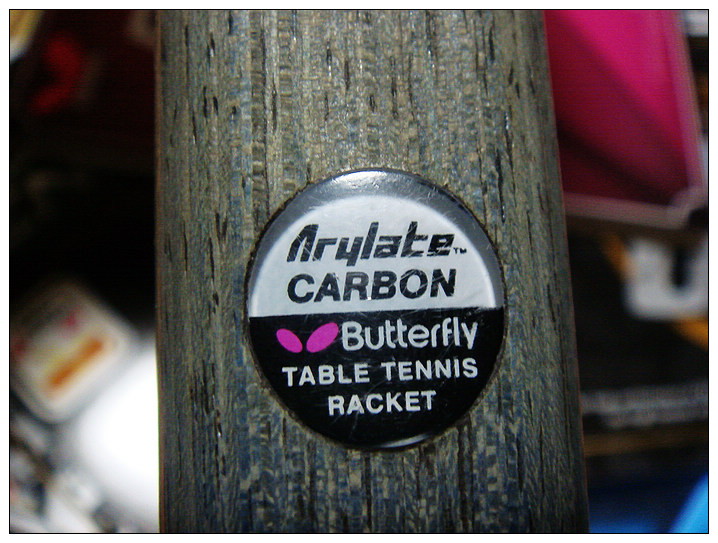 Arylate™
CARBON
Butterfly
TABLE TENNIS
RACKET